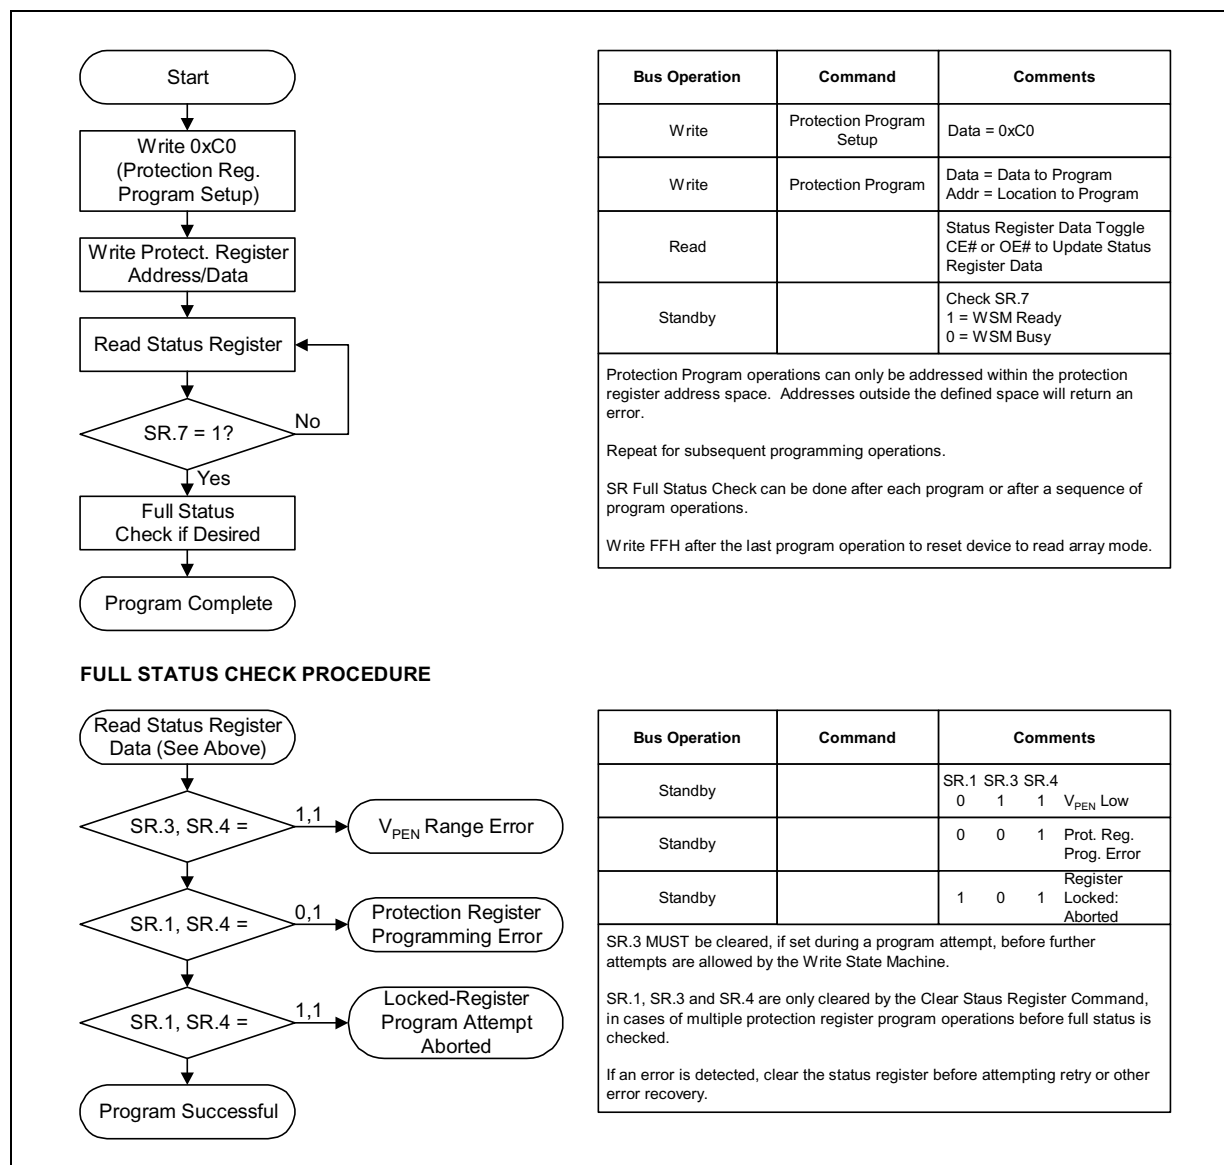 Start
Write 0xC0
(Protection Reg.
Program Setup)
Write Protect. Register
Address/Data
Read Status Register
SR.7 = 1?
No
Yes
Full Status
Check if Desired
Program Complete
Bus Operation Command Comments
Write Protection Program
Setup Data = 0xC0
Write Protection Program Data = Data to Program
Addr = Location to Program
Read Status Register Data Toggle
CE# or OE# to Update Status
Register Data
Standby Check SR.7
1 = WSM Ready
0 = WSM Busy
Protection Program operations can only be addressed within the protection
register address space. Addresses outside the defined space will return an
error.
Repeat for subsequent programming operations.
SR Full Status Check can be done after each program or after a sequence of
program operations.
Write FFH after the last program operation to reset device to read array mode.
FULL STATUS CHECK PROCEDURE
Read Status Register
Data (See Above)
SR.3, SR.4 =
1,1
VPEN Range Error
SR.1, SR.4 =
0,1
Protection Register
Programming Error
SR.1, SR.4 =
1,1
Locked-Register
Program Attempt
Aborted
Program Successful
Bus Operation Command Comments
Standby SR.1 SR.3 SR.4
0 1 1 VPEN Low
Standby 0 0 1 Prot. Reg.
Prog. Error
Standby 1 0 1 Register
Locked:
Aborted
SR.3 MUST be cleared, if set during a program attempt, before further
attempts are allowed by the Write State Machine.
SR.1, SR.3 and SR.4 are only cleared by the Clear Staus Register Command,
in cases of multiple protection register program operations before full status is
checked.
If an error is detected, clear the status register before attempting retry or other
error recovery.